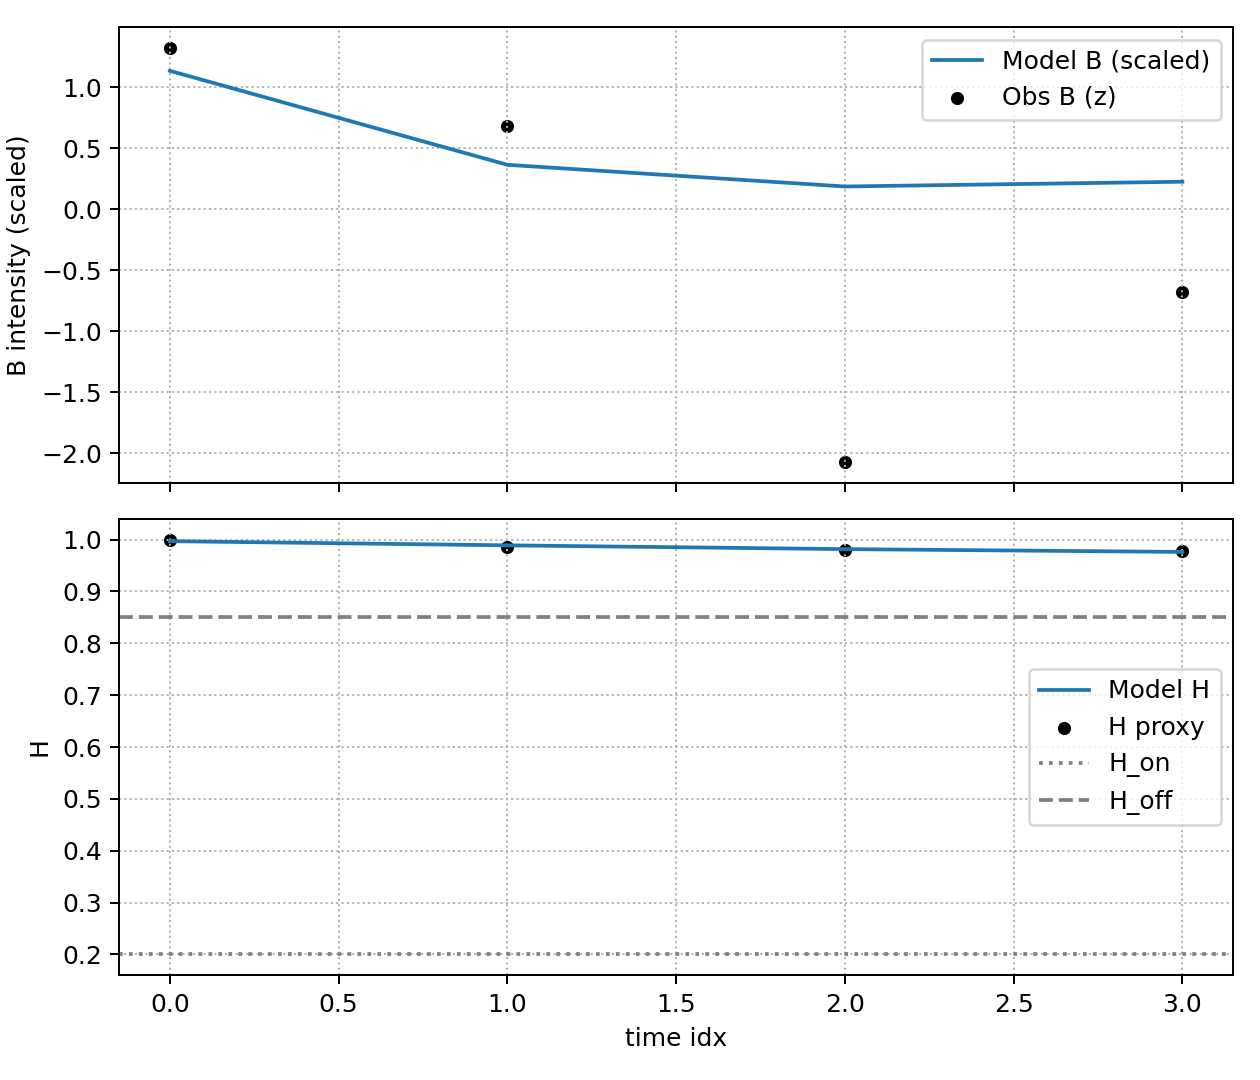 B intensity (scaled)
1.0
0.5
0.0
−0.5
−1.0
−1.5
−2.0
Model B (scaled)
Obs B (z)
H
1.0
0.9
0.8
0.7
0.6
0.5
0.4
0.3
0.2
Model H
H proxy
H_on
H_off
0.0 0.5 1.0 1.5 2.0 2.5 3.0
time idx